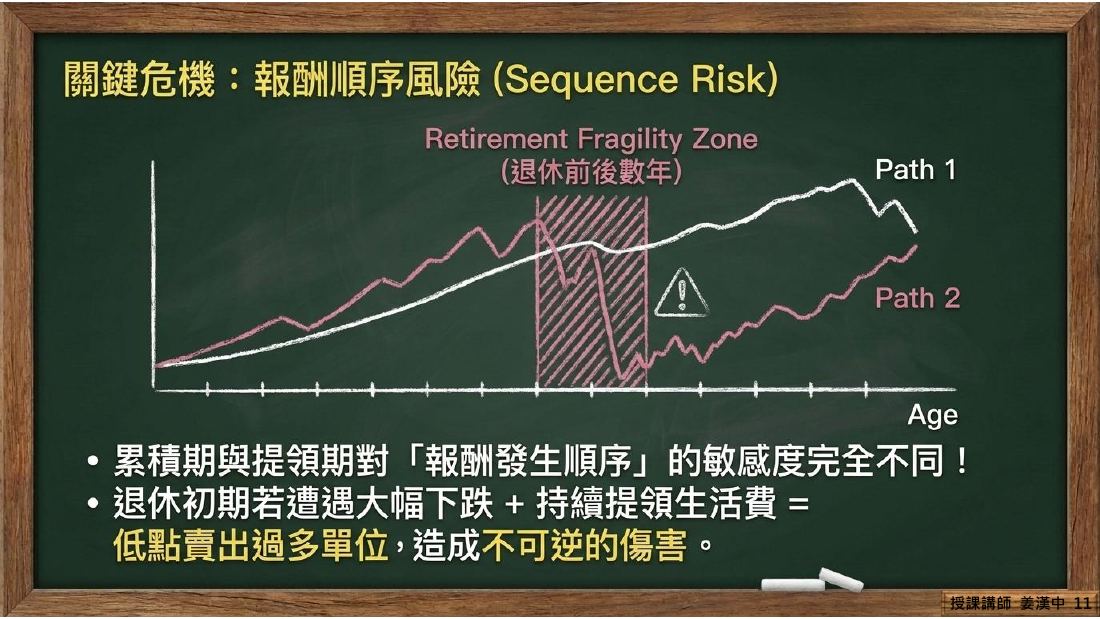 關鍵危機：報酬順序風險 (Sequence Risk)
Retirement Fragility Zone
(退休前後數年)
Path 1
Path 2
Age
• 累積期與提領期對「報酬發生順序」的敏感度完全不同！
• 退休初期若遭遇大幅下跌 + 持續提領生活費 =
低點賣出過多單位，造成不可逆的傷害。
授課講師 姜漢中 11